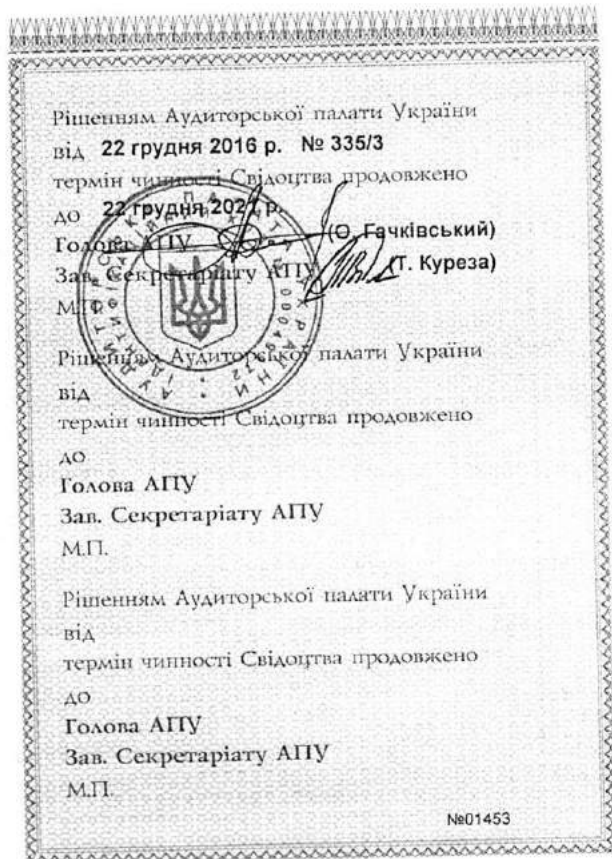 Рішенням Аудиторської палати України
від 22 грудня 2016 р. № 335/3
термін чинності Свідоцтва продовжено
до 22 грудня 2021 р.
Голова АПУ (О. Гачківський)
Зав. Секретаріату АПУ (Т. Куреза)
М.П.
АУДИТОРСЬКА ПАЛАТА УКРАЇНИ
Рішенням Аудиторської палати України
від
термін чинності Свідоцтва продовжено
до
Голова АПУ
Зав. Секретаріату АПУ
М.П.
Рішенням Аудиторської палати України
від
термін чинності Свідоцтва продовжено
до
Голова АПУ
Зав. Секретаріату АПУ
М.П.
№01453